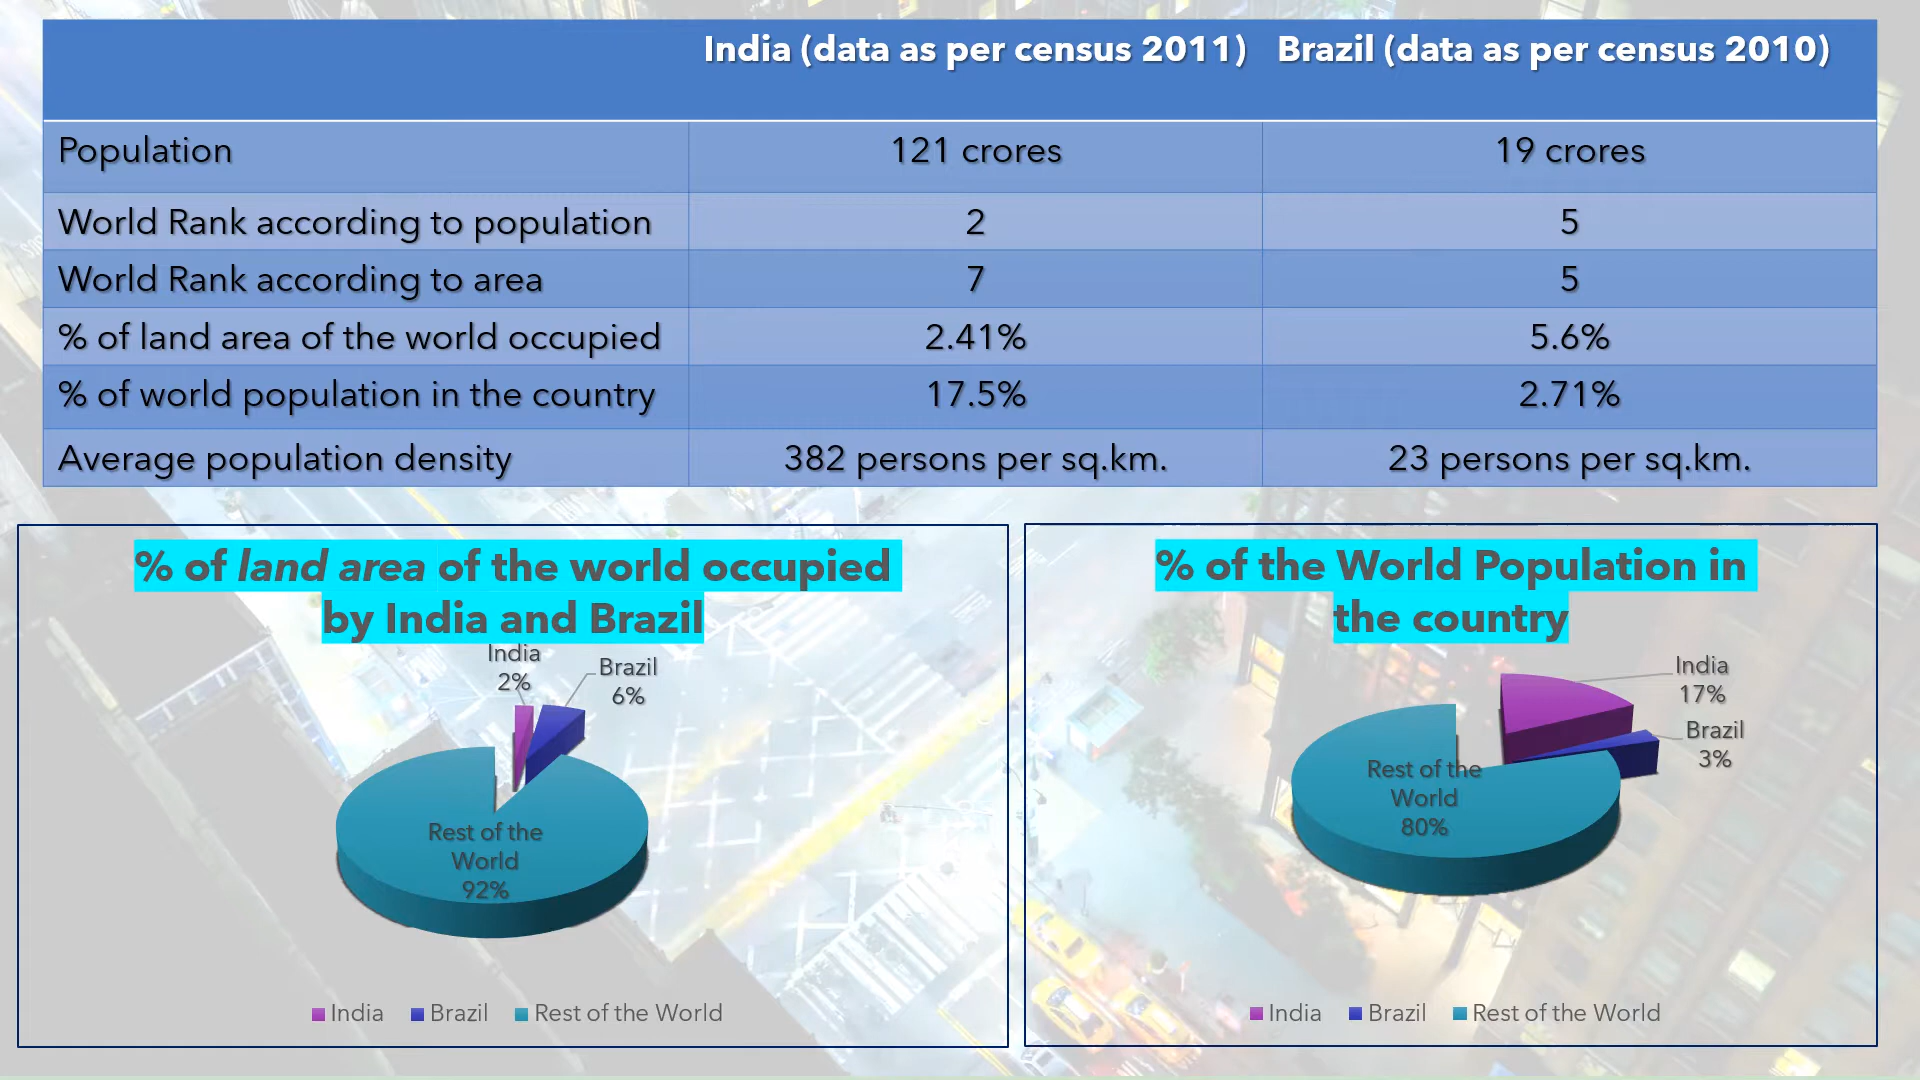 India (data as per census 2011) Brazil (data as per census 2010)
Population 121 crores 19 crores
World Rank according to population 2 5
World Rank according to area 7 5
% of land area of the world occupied 2.41% 5.6%
% of world population in the country 17.5% 2.71%
Average population density 382 persons per sq.km. 23 persons per sq.km.
% of land area of the world occupied
by India and Brazil
India
2%
Brazil
6%
Rest of the
World
92%
India Brazil Rest of the World
% of the World Population in
the country
India
17%
Brazil
3%
Rest of the
World
80%
India Brazil Rest of the World